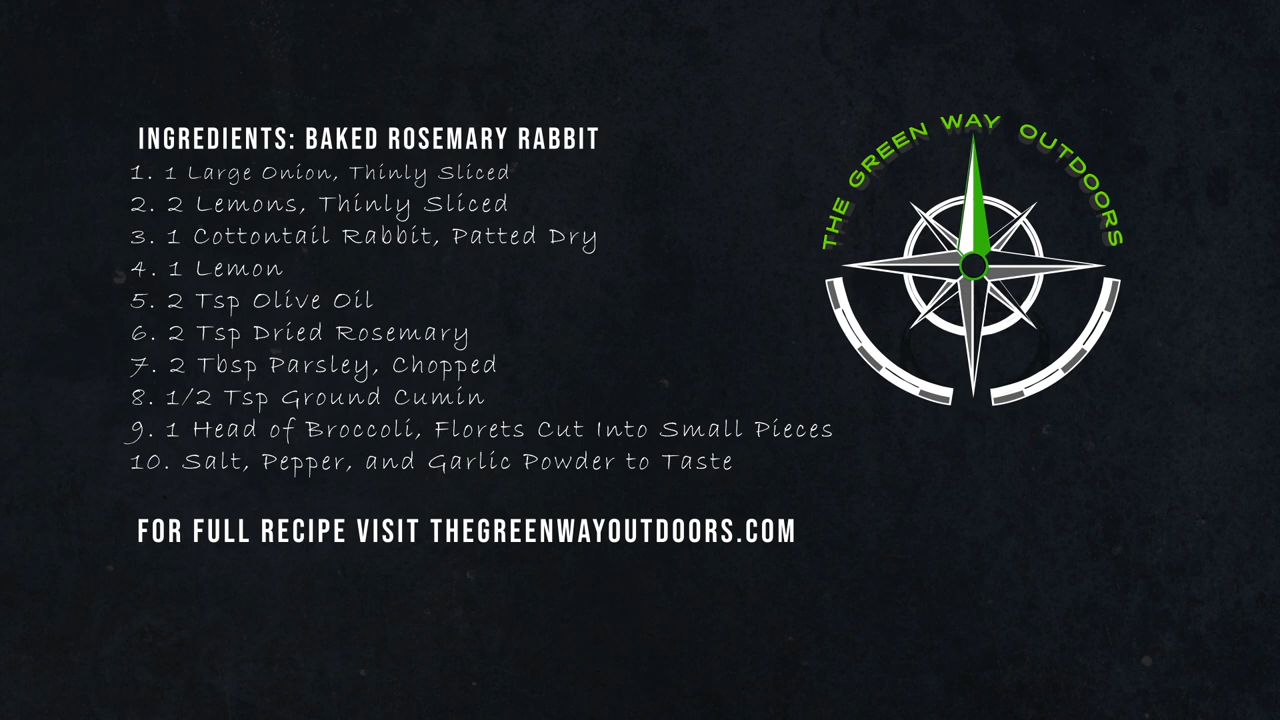 INGREDIENTS: BAKED ROSEMARY RABBIT
1. 1 Large Onion, Thinly Sliced
2. 2 Lemons, Thinly Sliced
3. 1 Cottontail Rabbit, Patted Dry
4. 1 Lemon
5. 2 Tsp Olive Oil
6. 2 Tsp Dried Rosemary
7. 2 Tbsp Parsley, Chopped
8. 1/2 Tsp Ground Cumin
9. 1 Head of Broccoli, Florets Cut Into Small Pieces
10. Salt, Pepper, and Garlic Powder to Taste
FOR FULL RECIPE VISIT THEGREENWAYOUTDOORS.COM
THE GREEN WAY OUTDOORS